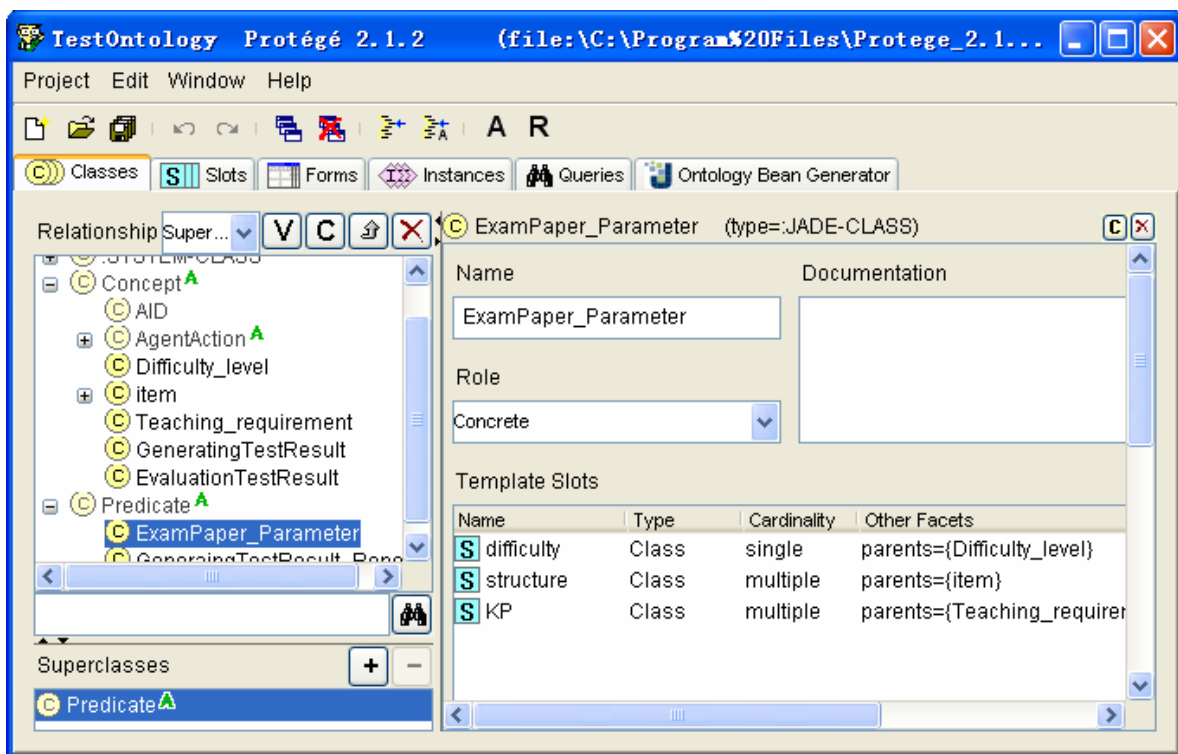 TestOntology Protégé 2.1.2 (file:\C:\Program%20Files\Protege_2.1...
Project Edit Window Help
A R
Classes Slots Forms Instances Queries Ontology Bean Generator
Relationship Super... V C
:SYSTEM-CLASS
Concept A
AID
AgentAction A
Difficulty_level
item
Teaching_requirement
GeneratingTestResult
EvaluationTestResult
Predicate A
ExamPaper_Parameter
Superclasses
Predicate A
ExamPaper_Parameter (type=:JADE-CLASS)
Name Documentation
ExamPaper_Parameter
Role
Concrete
Template Slots
Name Type Cardinality Other Facets
S difficulty Class single parents={Difficulty_level}
S structure Class multiple parents={item}
S KP Class multiple parents={Teaching_requirer